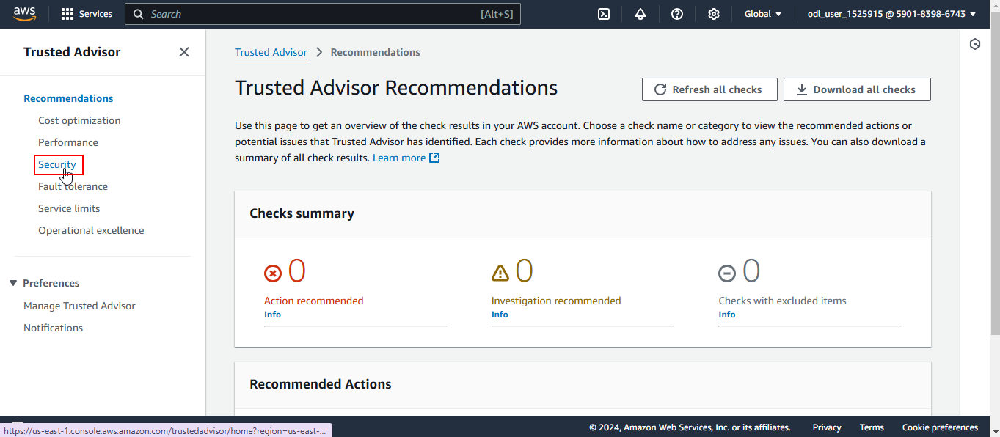 aws
Services
Search
[Alt+S]
Global ▼
odl_user_1525915 @ 5901-8398-6743 ▼
Trusted Advisor
Recommendations
Cost optimization
Performance
Security
Fault tolerance
Service limits
Operational excellence
Preferences
Manage Trusted Advisor
Notifications
Trusted Advisor > Recommendations
Trusted Advisor Recommendations
Refresh all checks
Download all checks
Use this page to get an overview of the check results in your AWS account. Choose a check name or category to view the recommended actions or
potential issues that Trusted Advisor has identified. Each check provides more information about how to address any issues. You can also download a
summary of all check results. Learn more
Checks summary
0
Action recommended
Info
0
Investigation recommended
Info
0
Checks with excluded items
Info
Recommended Actions
https://us-east-1.console.aws.amazon.com/trustedadvisor/home?region=us-east-...
© 2024, Amazon Web Services, Inc. or its affiliates.
Privacy
Terms
Cookie preferences